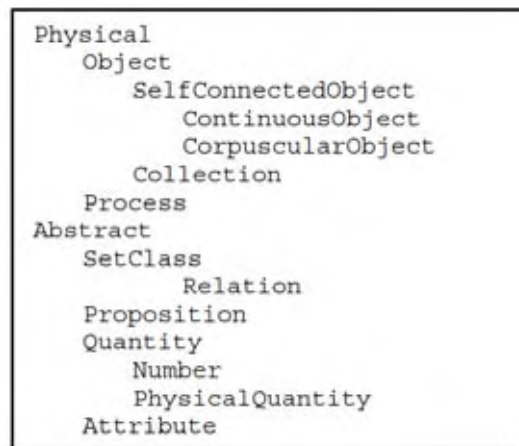 Physical
Object
SelfConnectedObject
ContinuousObject
CorpuscularObject
Collection
Process
Abstract
SetClass
Relation
Proposition
Quantity
Number
PhysicalQuantity
Attribute